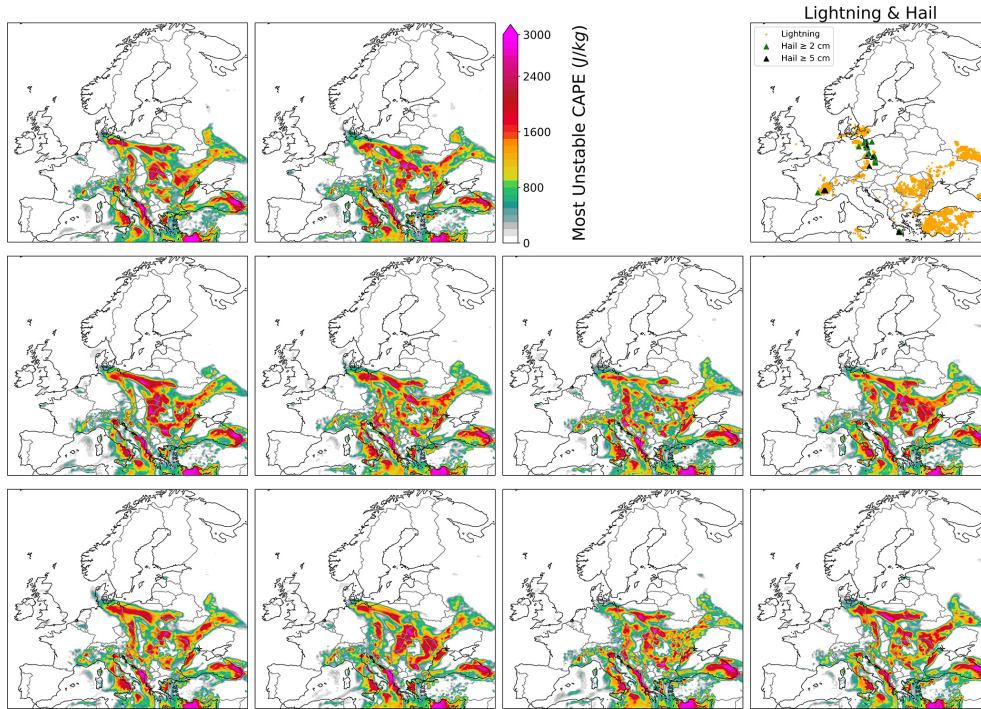 Lightning & Hail
Lightning
Hail ≥ 2 cm
Hail ≥ 5 cm
3000
2400
1600
800
0
Most Unstable CAPE (J/kg)